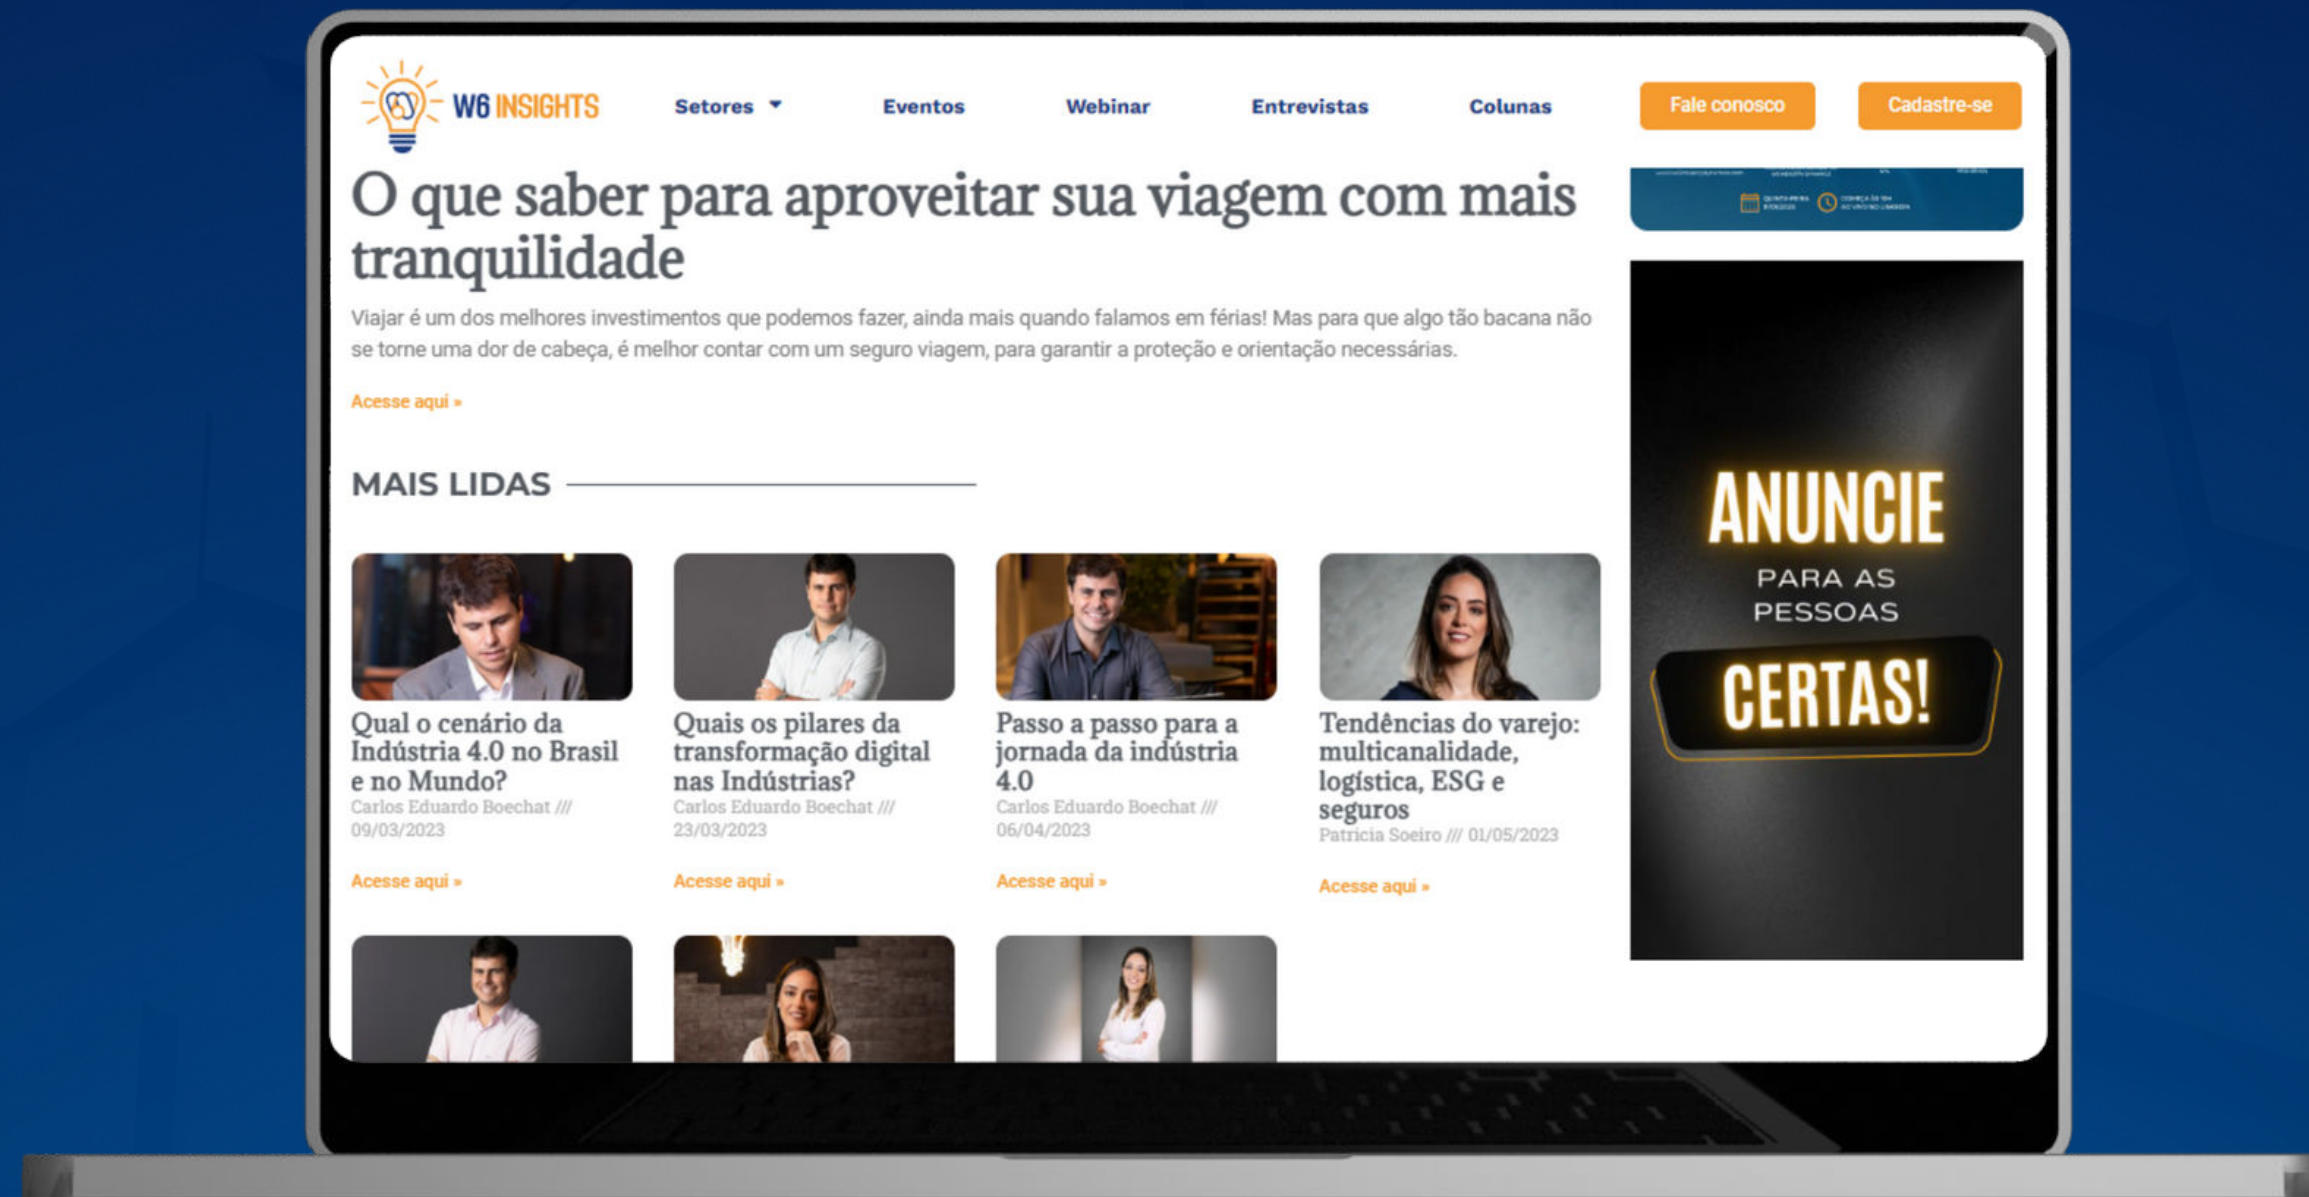 W6 INSIGHTS
Setores
Eventos
Webinar
Entrevistas
Colunas
Fale conosco
Cadastre-se
O que saber para aproveitar sua viagem com mais
tranquilidade
Viajar é um dos melhores investimentos que podemos fazer, ainda mais quando falamos em férias! Mas para que algo tão bacana não
se torne uma dor de cabeça, é melhor contar com um seguro viagem, para garantir a proteção e orientação necessárias.
Acesse aqui »
MAIS LIDAS
Qual o cenário da
Indústria 4.0 no Brasil
e no Mundo?
Carlos Eduardo Boechat ///
09/03/2023
Acesse aqui »
Quais os pilares da
transformação digital
nas Indústrias?
Carlos Eduardo Boechat ///
23/03/2023
Acesse aqui »
Passo a passo para a
jornada da indústria
4.0
Carlos Eduardo Boechat ///
06/04/2023
Acesse aqui »
Tendências do varejo:
multicanalidade,
logística, ESG e
seguros
Patricia Soeiro /// 01/05/2023
Acesse aqui »
QUINTA-FEIRA
ANUNCIE
PARA AS
PESSOAS
CERTAS!